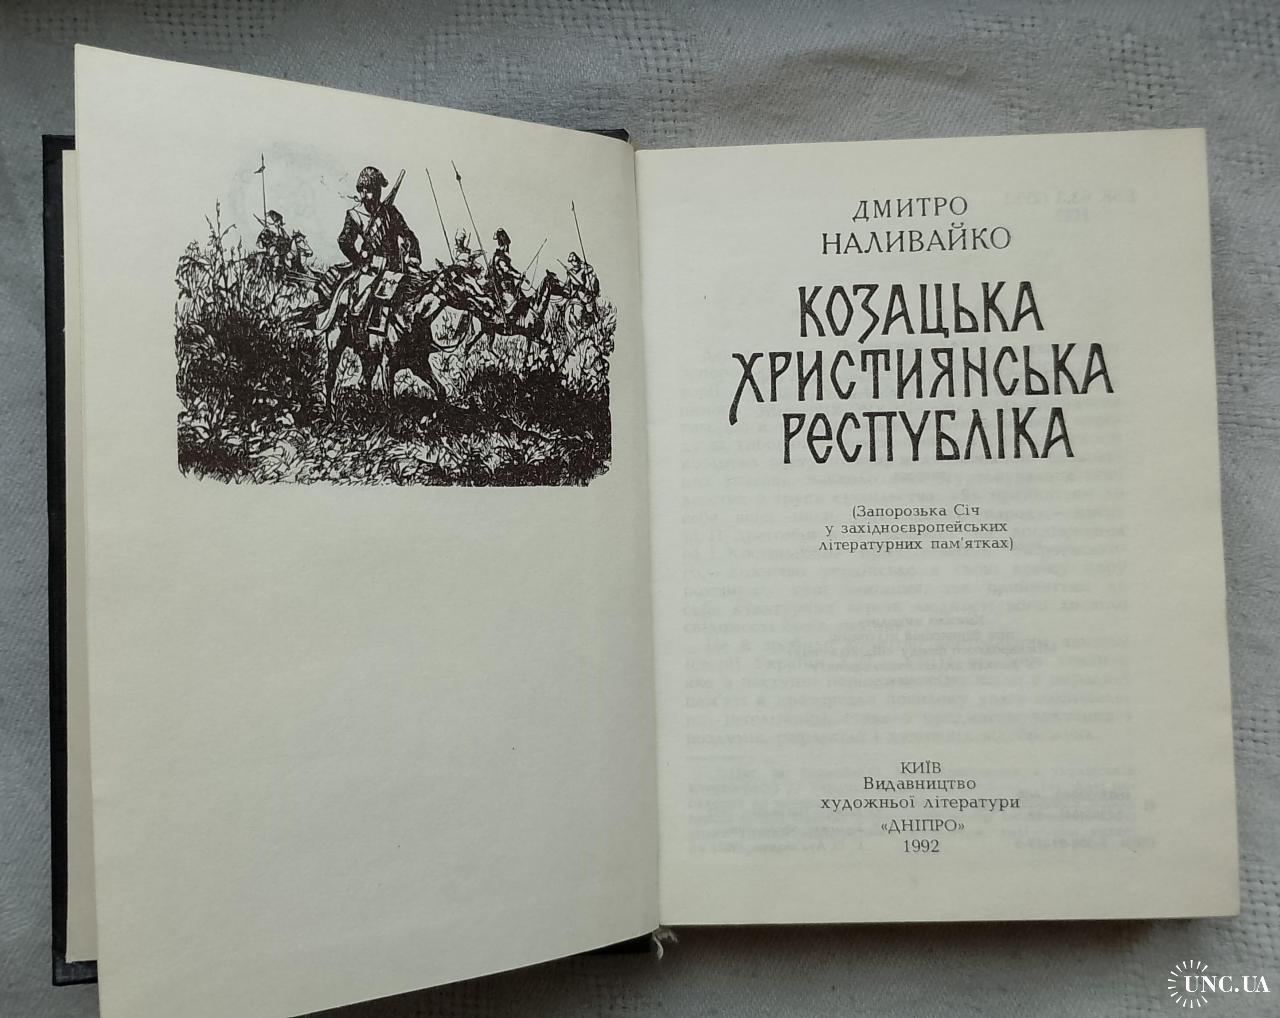 ДМИТРО
НАЛИВАЙКО
КОЗАЦЬКА
ХРИСТИЯНСЬКА
РЕСПУБЛІКА
(Запорозька Січ
у західноєвропейських
літературних пам'ятках)
КИЇВ
Видавництво
художньої літератури
«ДНІПРО»
1992
UNC.UA